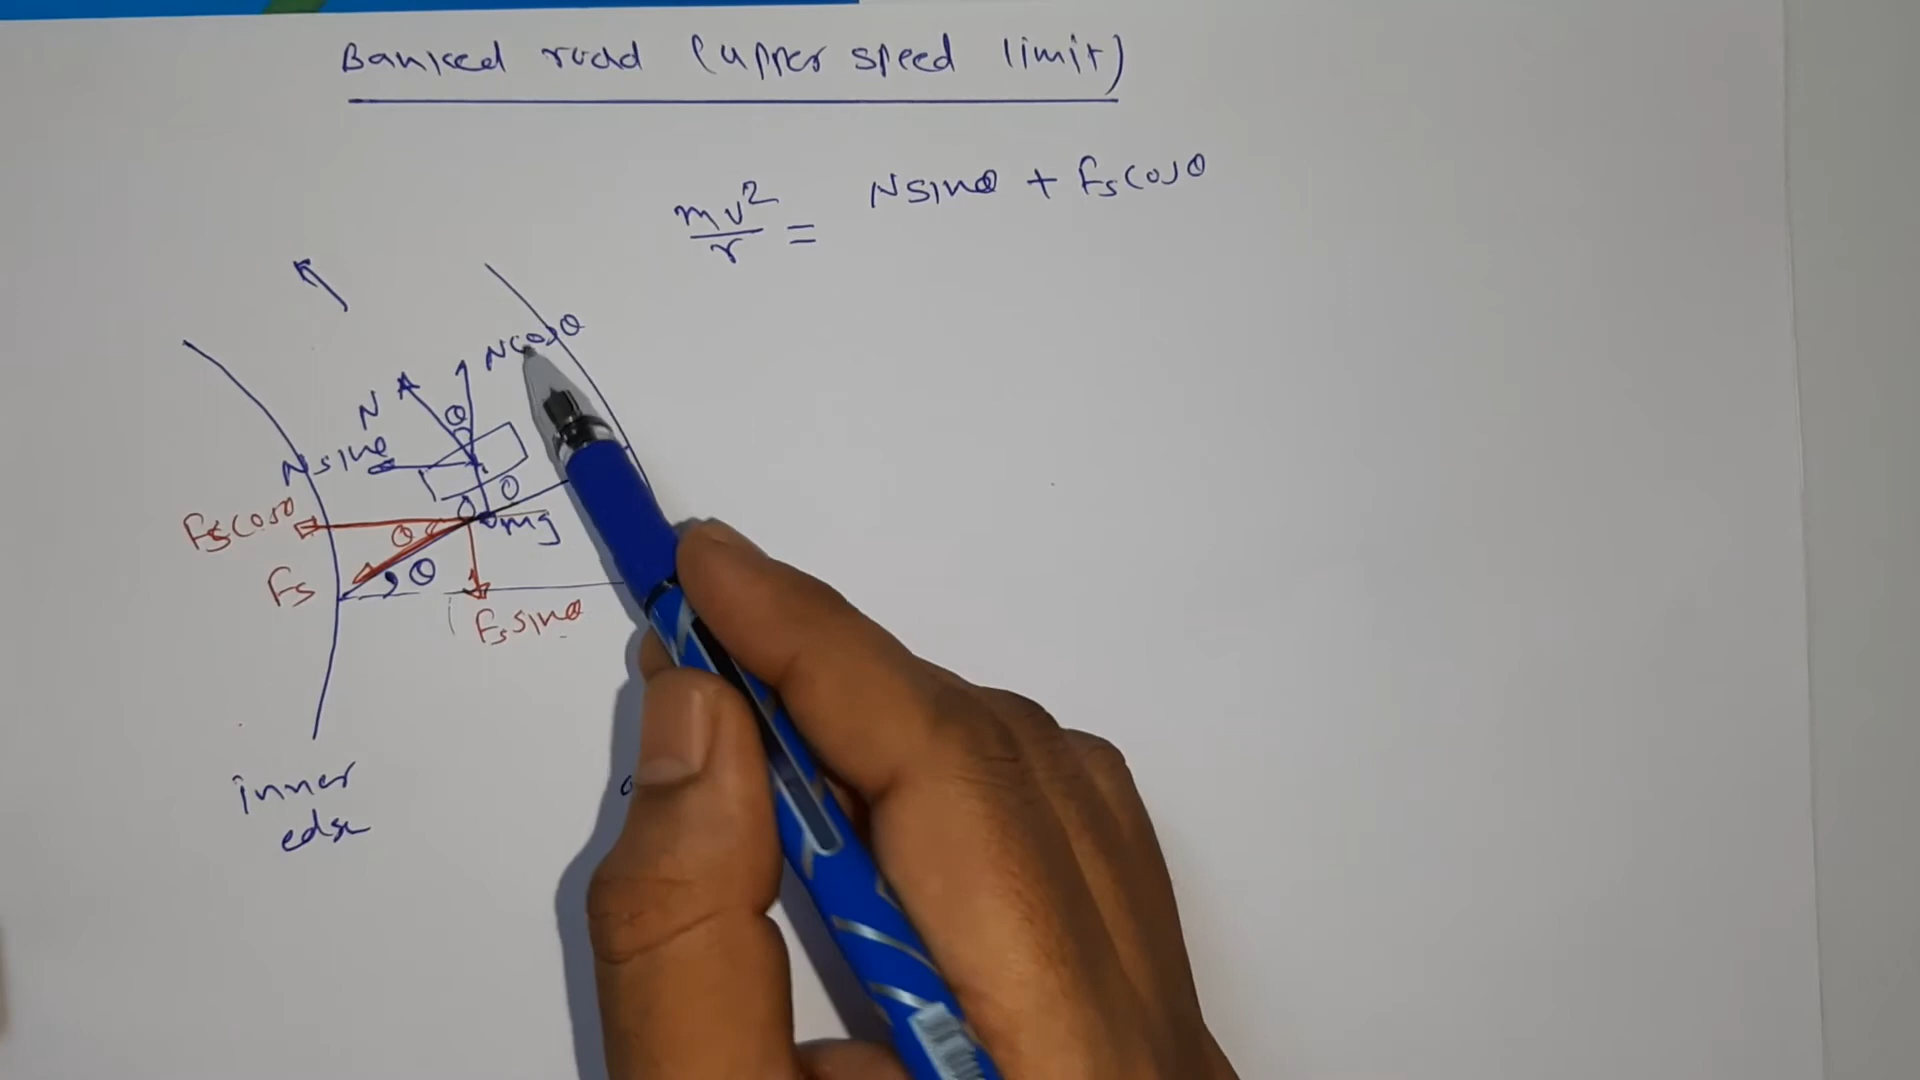 Banked road (upper speed limit)
mv² / r = N sinθ + Fs cosθ
N cosθ
N
θ
N sinθ
θ
Fs cosθ
θ
mg
Fs
θ
Fs sinθ
inner
edge